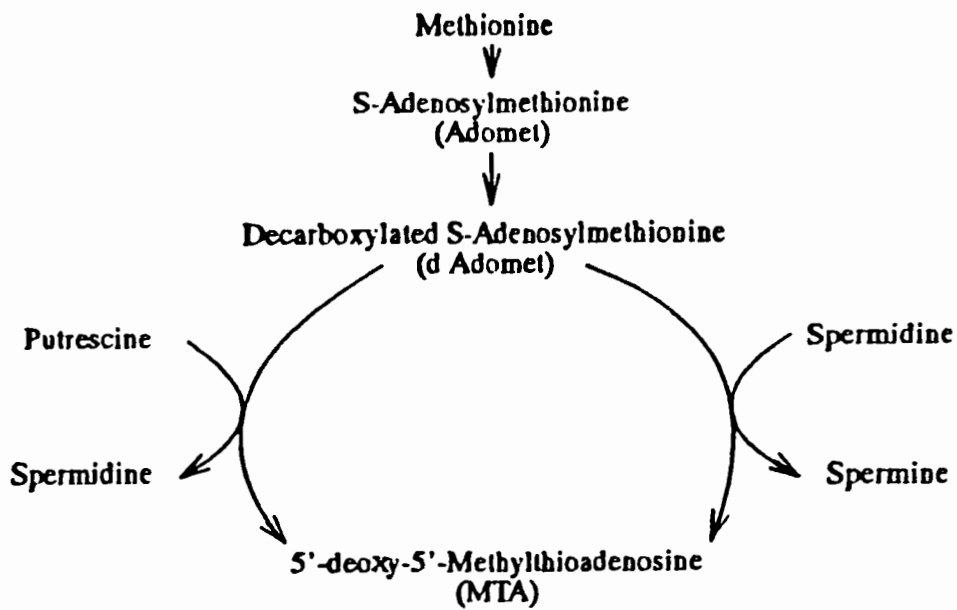 Methionine
S-Adenosylmethionine
(Adomet)
Decarboxylated S-Adenosylmethionine
(d Adomet)
Putrescine
Spermidine
Spermidine
Spermine
5'-deoxy-5'-Methylthioadenosine
(MTA)